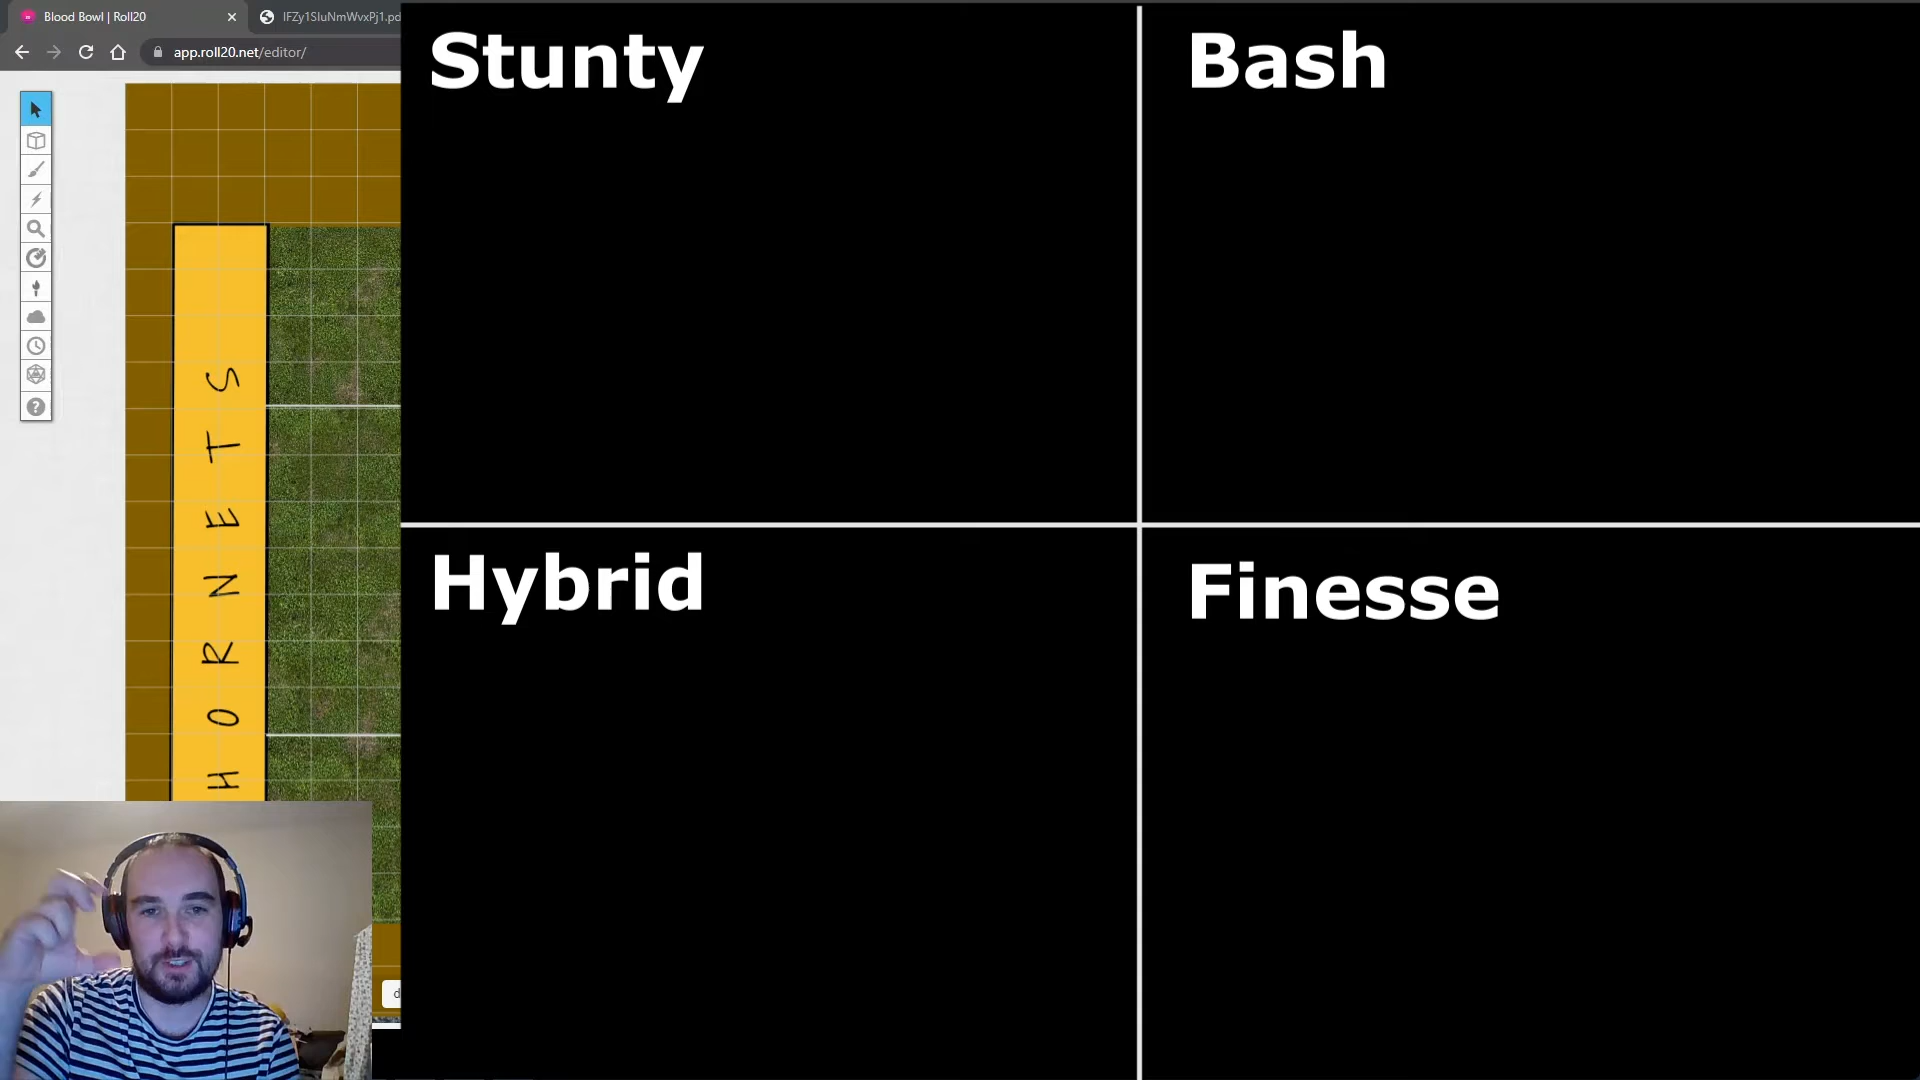 Blood Bowl | Roll20
IFZy1SluNmWvxPj1.pd
app.roll20.net/editor/
Stunty
Bash
Hybrid
Finesse
HORNETS
d